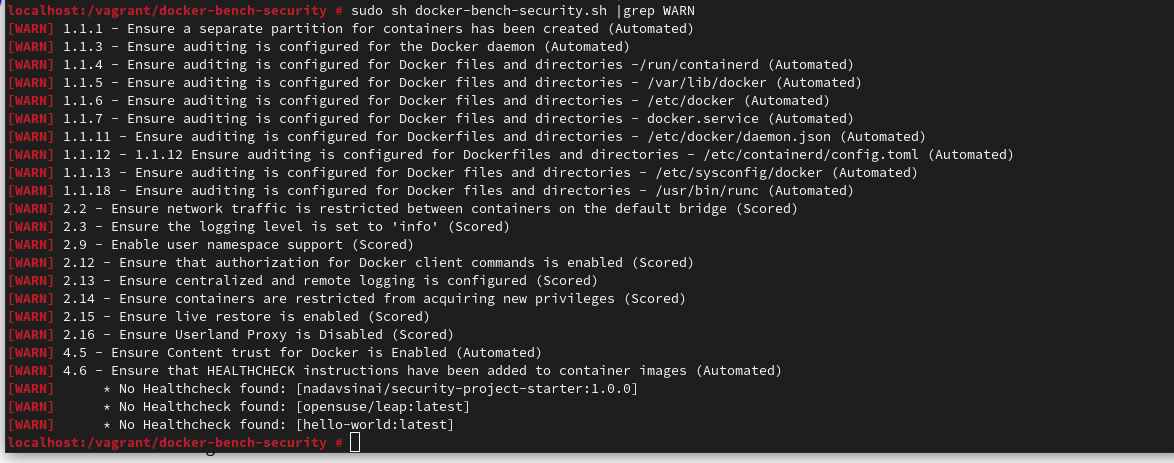 localhost:/vagrant/docker-bench-security # sudo sh docker-bench-security.sh |grep WARN
[WARN] 1.1.1 - Ensure a separate partition for containers has been created (Automated)
[WARN] 1.1.3 - Ensure auditing is configured for the Docker daemon (Automated)
[WARN] 1.1.4 - Ensure auditing is configured for Docker files and directories -/run/containerd (Automated)
[WARN] 1.1.5 - Ensure auditing is configured for Docker files and directories - /var/lib/docker (Automated)
[WARN] 1.1.6 - Ensure auditing is configured for Docker files and directories - /etc/docker (Automated)
[WARN] 1.1.7 - Ensure auditing is configured for Docker files and directories - docker.service (Automated)
[WARN] 1.1.11 - Ensure auditing is configured for Dockerfiles and directories - /etc/docker/daemon.json (Automated)
[WARN] 1.1.12 - 1.1.12 Ensure auditing is configured for Dockerfiles and directories - /etc/containerd/config.toml (Automated)
[WARN] 1.1.13 - Ensure auditing is configured for Docker files and directories - /etc/sysconfig/docker (Automated)
[WARN] 1.1.18 - Ensure auditing is configured for Docker files and directories - /usr/bin/runc (Automated)
[WARN] 2.2 - Ensure network traffic is restricted between containers on the default bridge (Scored)
[WARN] 2.3 - Ensure the logging level is set to 'info' (Scored)
[WARN] 2.9 - Enable user namespace support (Scored)
[WARN] 2.12 - Ensure that authorization for Docker client commands is enabled (Scored)
[WARN] 2.13 - Ensure centralized and remote logging is configured (Scored)
[WARN] 2.14 - Ensure containers are restricted from acquiring new privileges (Scored)
[WARN] 2.15 - Ensure live restore is enabled (Scored)
[WARN] 2.16 - Ensure Userland Proxy is Disabled (Scored)
[WARN] 4.5 - Ensure Content trust for Docker is Enabled (Automated)
[WARN] 4.6 - Ensure that HEALTHCHECK instructions have been added to container images (Automated)
[WARN]      * No Healthcheck found: [nadavsinai/security-project-starter:1.0.0]
[WARN]      * No Healthcheck found: [opensuse/leap:latest]
[WARN]      * No Healthcheck found: [hello-world:latest]
localhost:/vagrant/docker-bench-security #